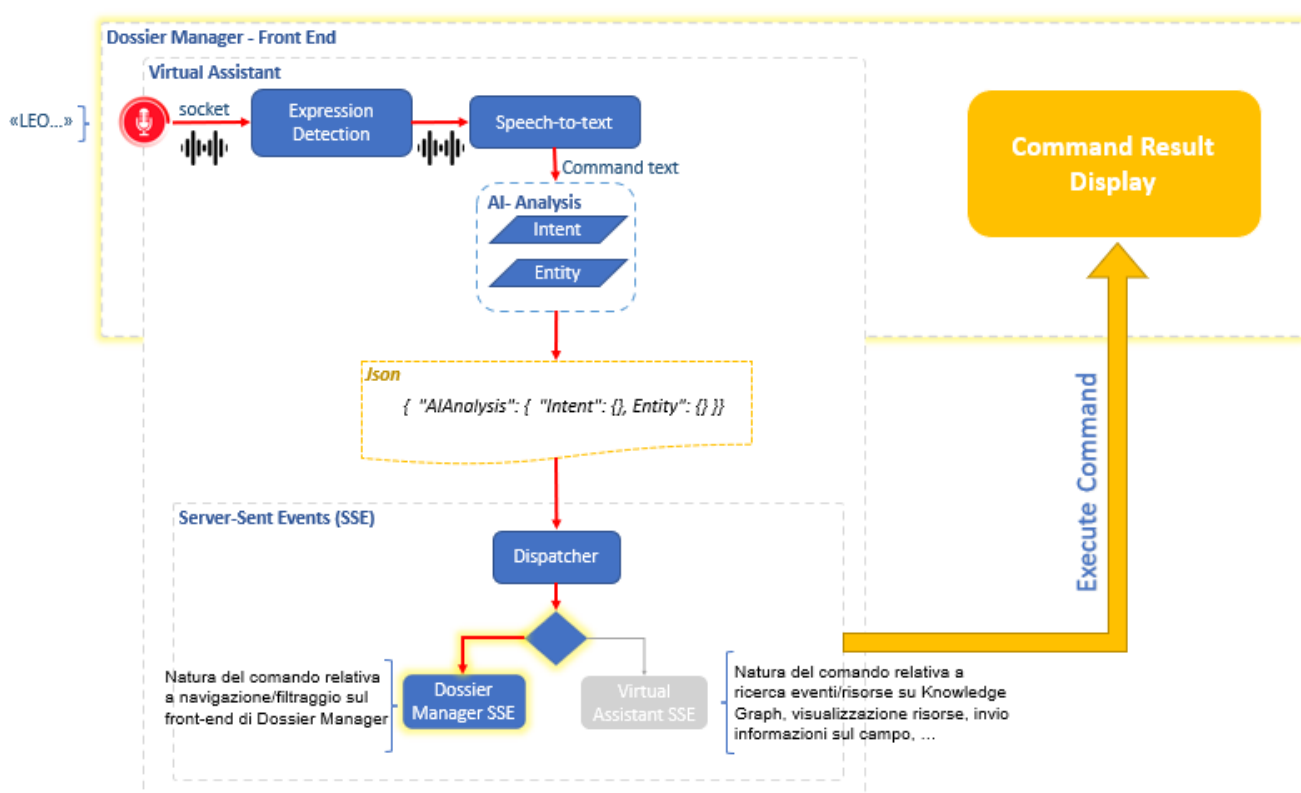 Dossier Manager - Front End
Virtual Assistant
«LEO...»
socket
Expression
Detection
Speech-to-text
Command text
AI- Analysis
Intent
Entity
Command Result
Display
Json
{ "AIAnalysis": { "Intent": {}, Entity": {} }}
Execute Command
Server-Sent Events (SSE)
Dispatcher
Natura del comando relativa
a navigazione/filtraggio sul
front-end di Dossier Manager
Dossier
Manager SSE
Virtual
Assistant SSE
Natura del comando relativa a
ricerca eventi/risorse su Knowledge
Graph, visualizzazione risorse, invio
informazioni sul campo, ...